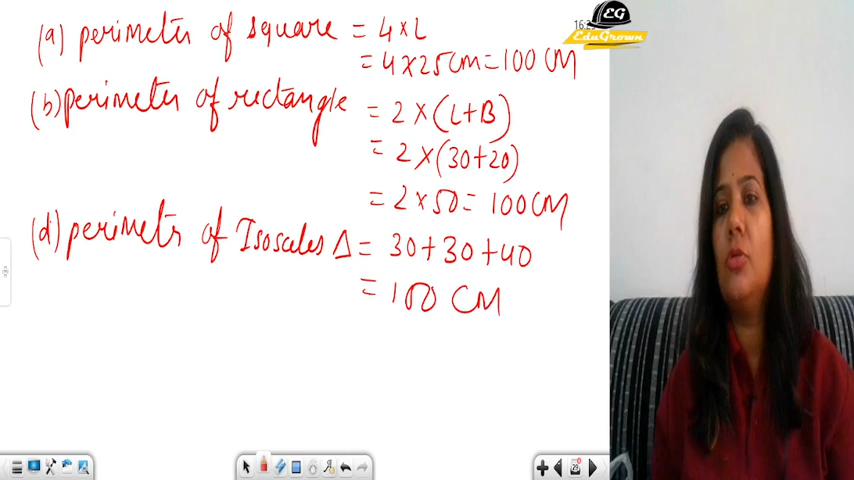 (a) perimeter of square = 4 × L
= 4 × 25 CM = 100 CM
(b) perimeter of rectangle = 2 × (L + B)
= 2 × (30 + 20)
= 2 × 50 = 100 CM
(d) perimeter of Isosales Δ = 30 + 30 + 40
= 100 CM
EG
EduGrown